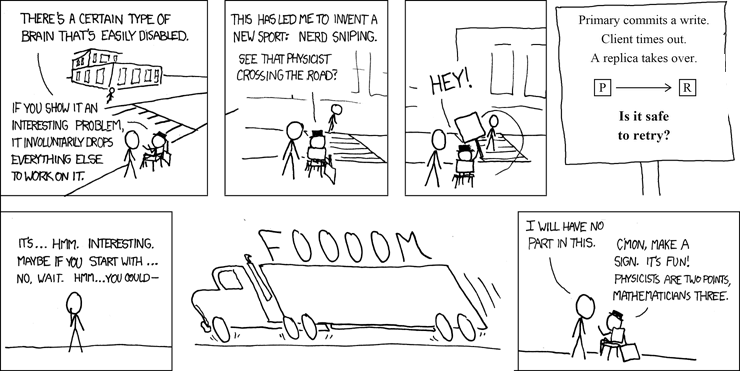 THERE'S A CERTAIN TYPE OF
BRAIN THAT'S EASILY DISABLED.
IF YOU SHOW IT AN
INTERESTING PROBLEM,
IT INVOLUNTARILY DROPS
EVERYTHING ELSE
TO WORK ON IT.
THIS HAS LED ME TO INVENT A
NEW SPORT: NERD SNIPING.
SEE THAT PHYSICIST
CROSSING THE ROAD?
HEY!
Primary commits a write.
Client times out.
A replica takes over.
P R
Is it safe
to retry?
IT'S... HMM. INTERESTING.
MAYBE IF YOU START WITH ...
NO, WAIT. HMM...YOU COULD—
FOOOOM
I WILL HAVE NO
PART IN THIS.
C'MON, MAKE A
SIGN. IT'S FUN!
PHYSICISTS ARE TWO POINTS,
MATHEMATICIANS THREE.